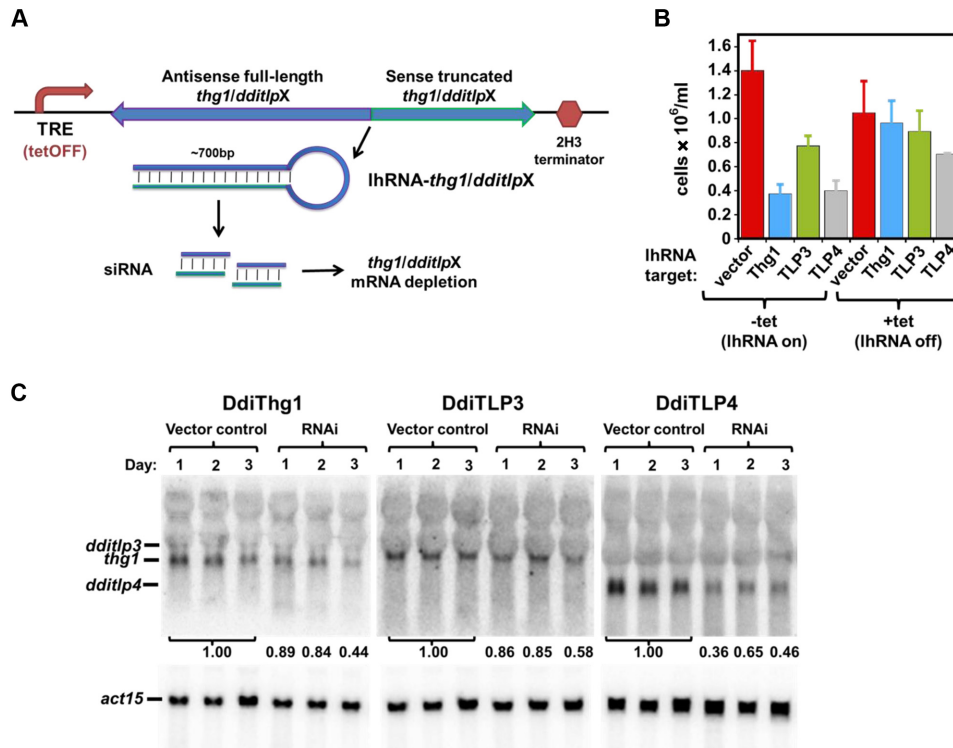 A
Antisense full-length
thg1/dditlpX
Sense truncated
thg1/dditlpX
TRE
(tetOFF)
2H3
terminator
~700bp
lhRNA-thg1/dditlpX
siRNA
thg1/dditlpX
mRNA depletion
B
cells × 10⁶/ml
1.6
1.4
1.2
1.0
0.8
0.6
0.4
0.2
0
lhRNA
target:
vector Thg1 TLP3 TLP4 vector Thg1 TLP3 TLP4
-tet
(lhRNA on)
+tet
(lhRNA off)
C
DdiThg1 DdiTLP3 DdiTLP4
Vector control RNAi Vector control RNAi Vector control RNAi
Day: 1 2 3 1 2 3 1 2 3 1 2 3 1 2 3 1 2 3
dditlp3
thg1
dditlp4
1.00 0.89 0.84 0.44 1.00 0.86 0.85 0.58 1.00 0.36 0.65 0.46
act15